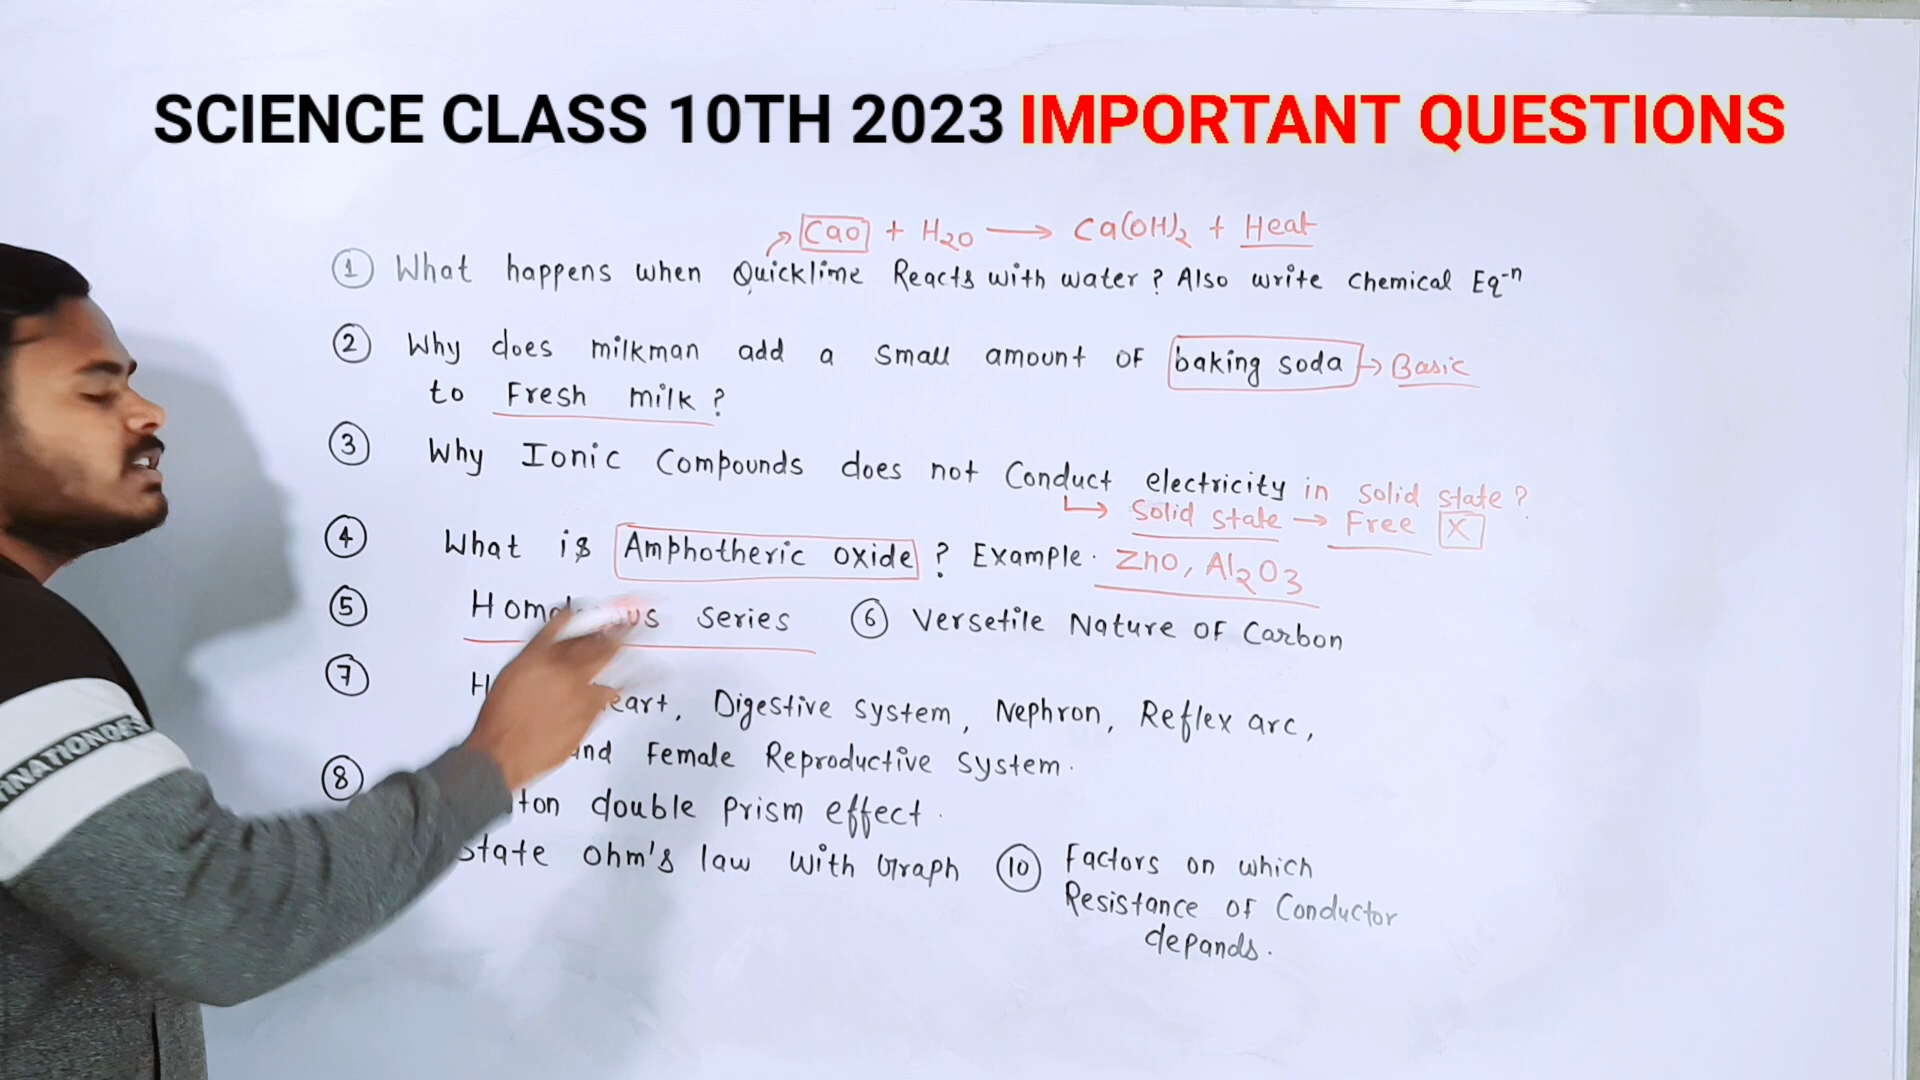 SCIENCE CLASS 10TH 2023 IMPORTANT QUESTIONS
CaO + H2O → Ca(OH)2 + Heat
1 What happens when Quicklime Reacts with water? Also write chemical Eq-n
2 Why does milkman add a small amount of baking soda → Basic
to Fresh milk?
3 Why Ionic Compounds does not Conduct electricity in solid state?
↳ Solid state → Free X
4 What is Amphotheric oxide? Example. ZnO, Al2O3
5 series 6 Versetile Nature OF Carbon
7 Digestive system, Nephron, Reflex arc,
Female Reproductive System.
8 double prism effect.
state ohm's law with Graph 10 Factors on which
Resistance of Conductor
depands.